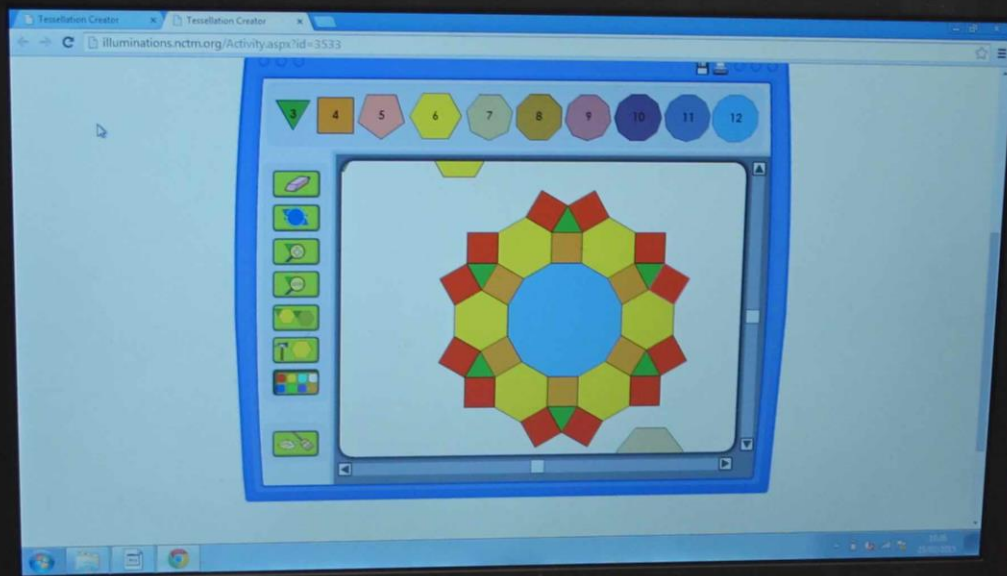 Tessellation Creator
Tessellation Creator
illuminations.nctm.org/Activity.aspx?id=3533
3 4 5 6 7 8 9 10 11 12